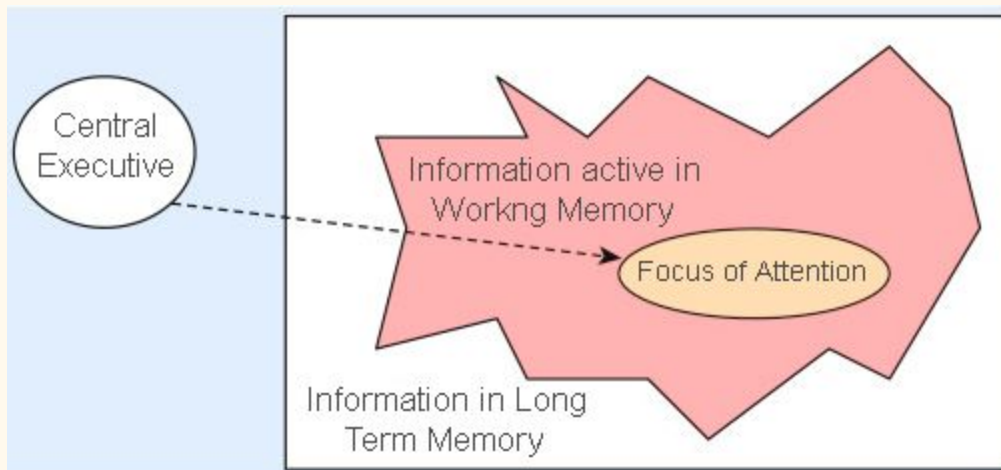 Central
Executive
Information active in
Workng Memory
Focus of Attention
Information in Long
Term Memory